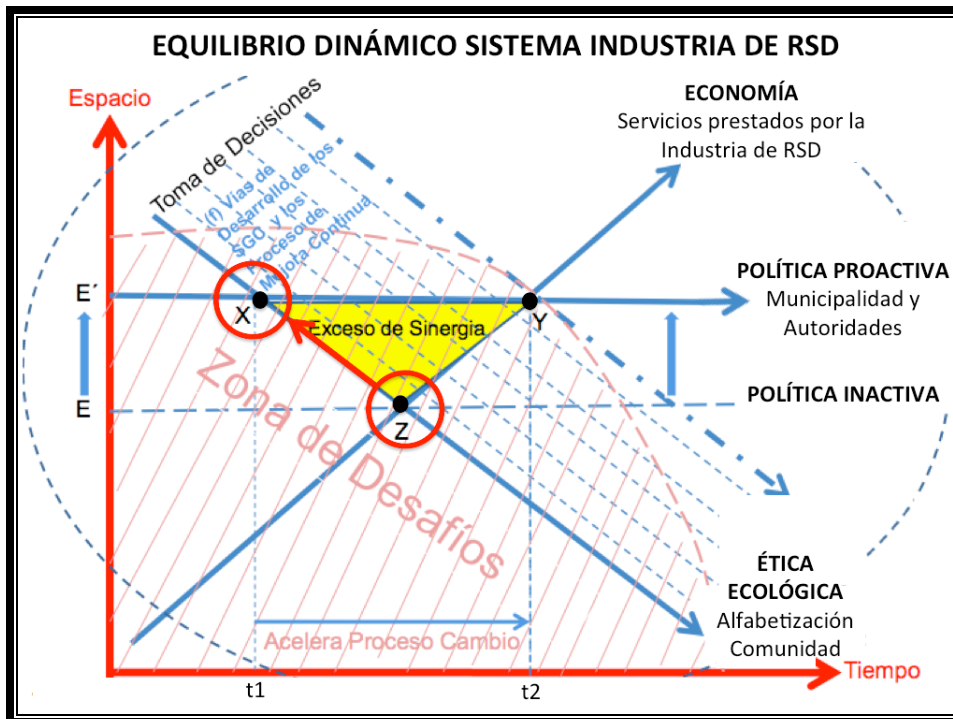 EQUILIBRIO DINÁMICO SISTEMA INDUSTRIA DE RSD
Espacio
ECONOMÍA
Servicios prestados por la
Industria de RSD
Toma de Decisiones
(f) Vías de
Desarrollo de los
SGC y los
Proceso de
Mejora Continua
E´
X
Exceso de Sinergia
Y
POLÍTICA PROACTIVA
Municipalidad y
Autoridades
E
Z
POLÍTICA INACTIVA
Zona de Desafíos
ÉTICA
ECOLÓGICA
Alfabetización
Comunidad
Acelera Proceso Cambio
Tiempo
t1
t2